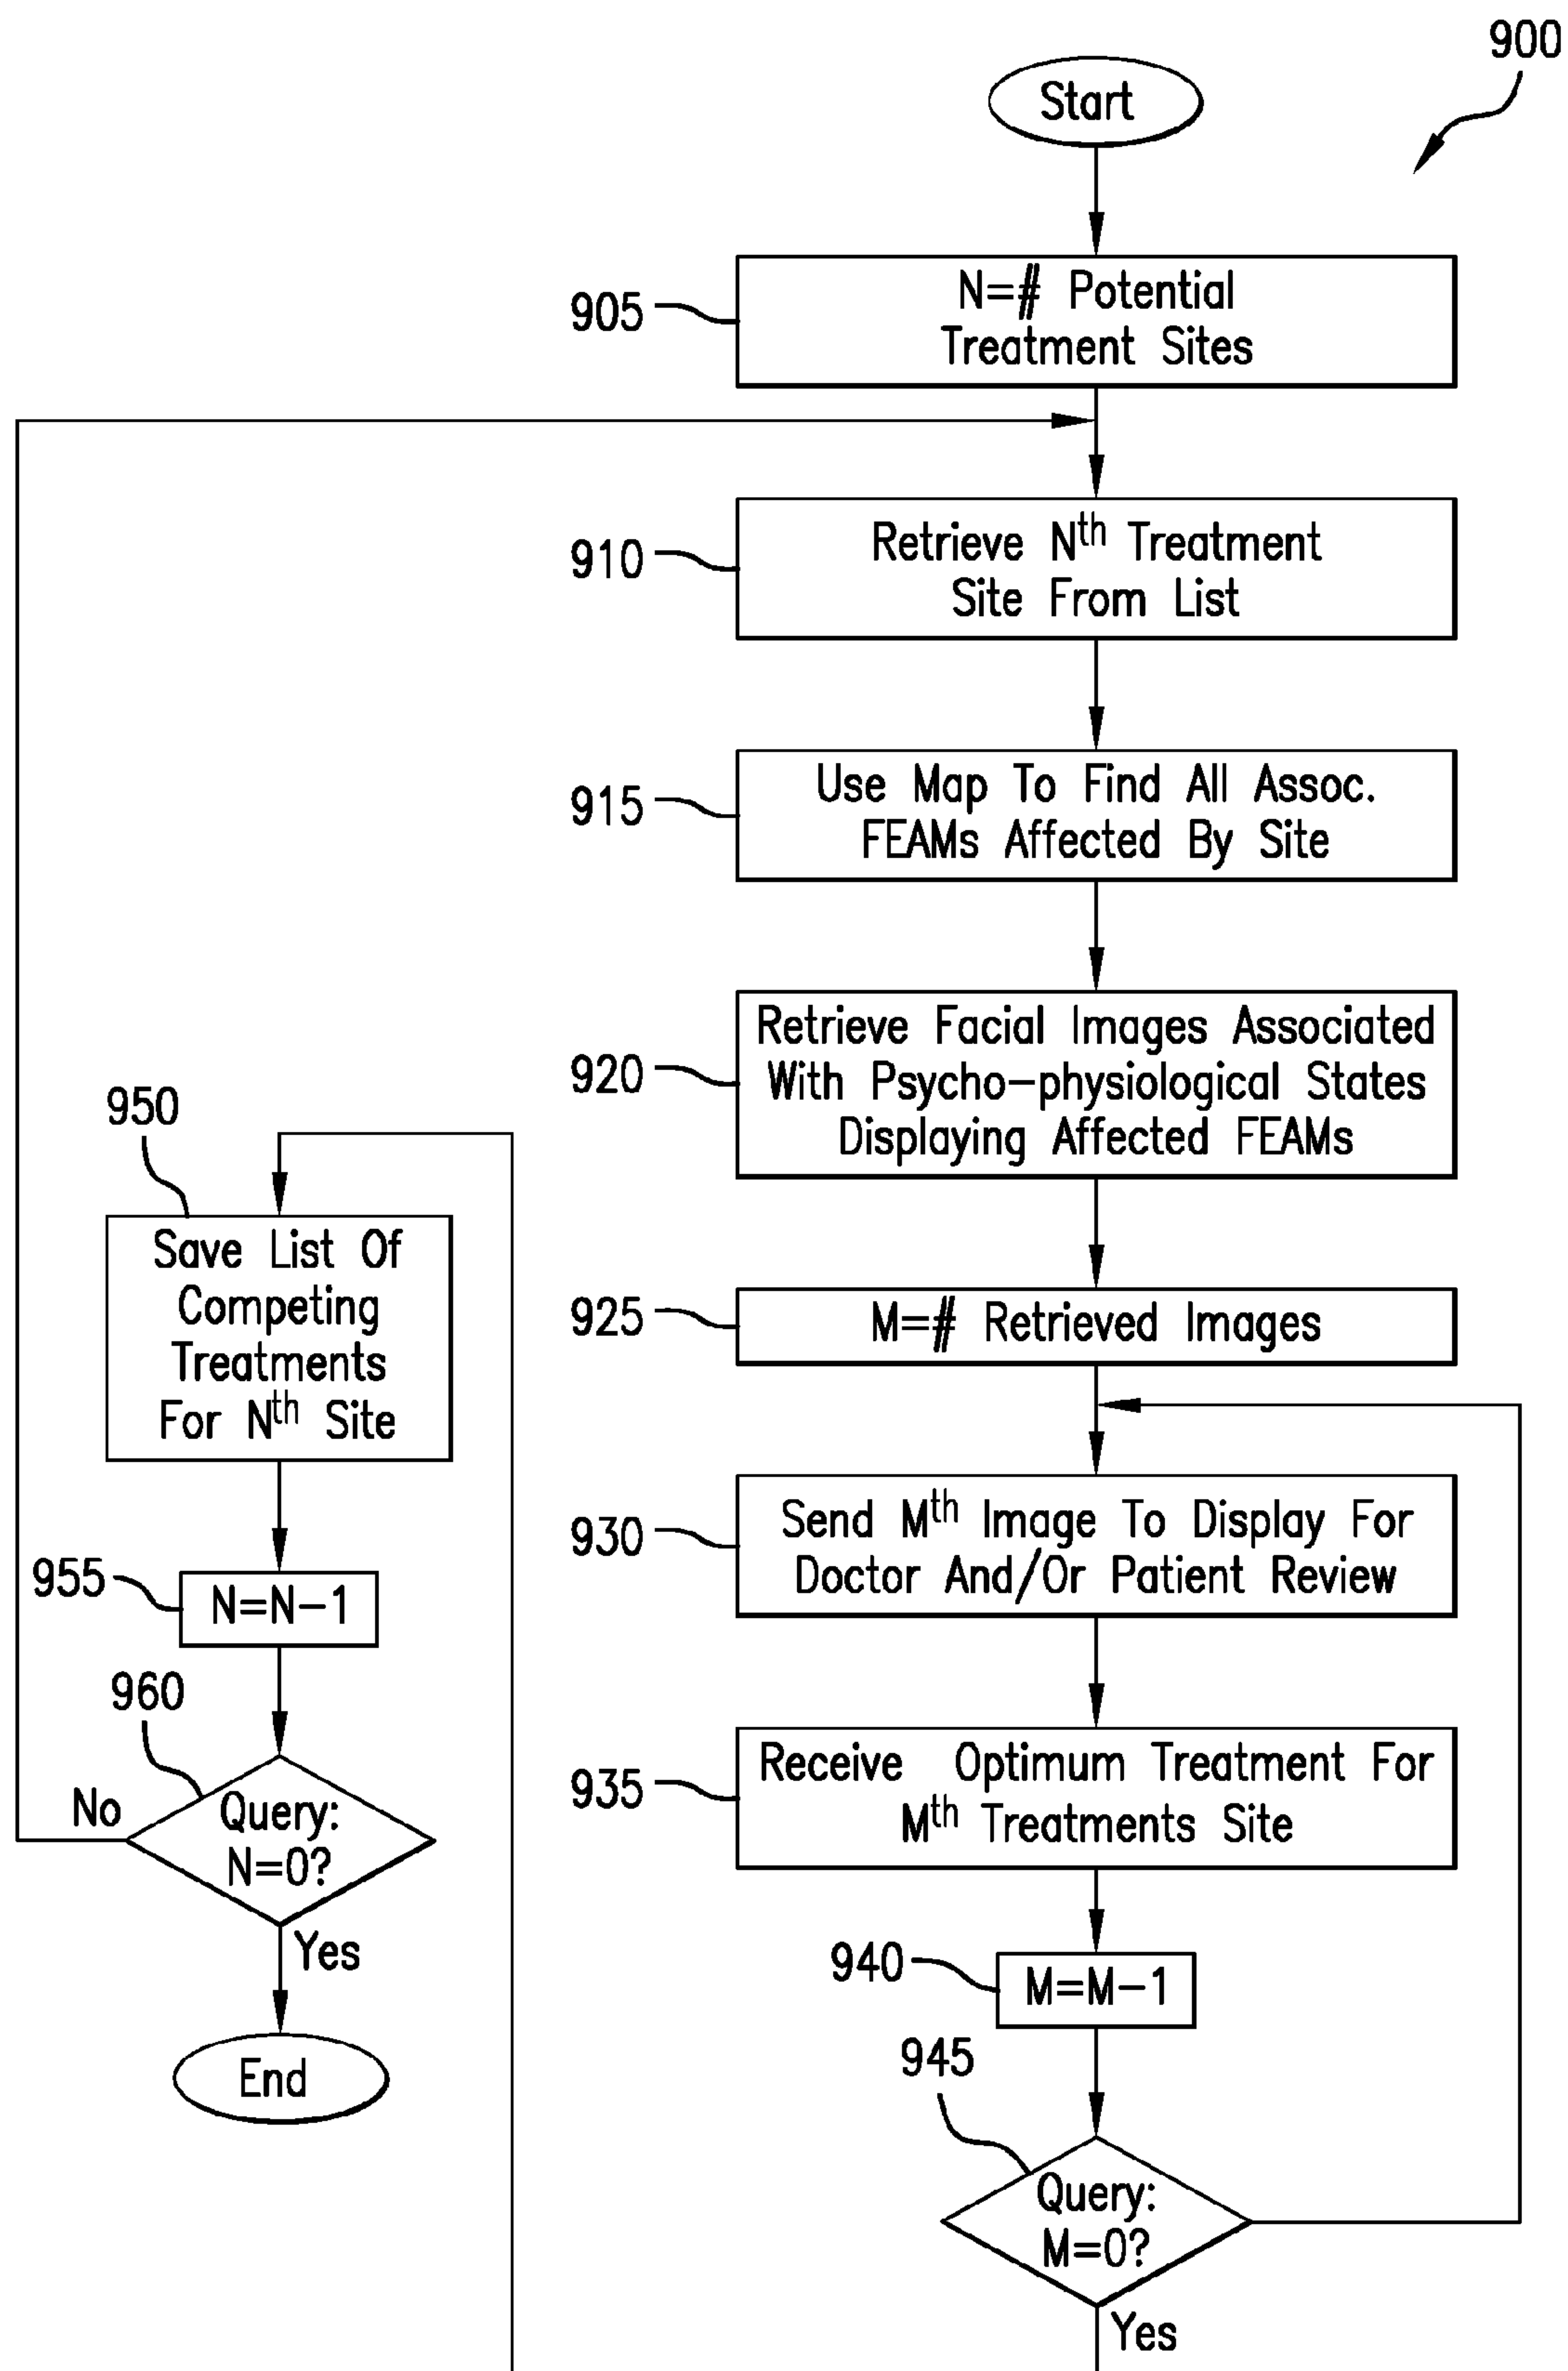 900
Start
905
N=# Potential
Treatment Sites
910
Retrieve Nth Treatment
Site From List
915
Use Map To Find All Assoc.
FEAMs Affected By Site
920
Retrieve Facial Images Associated
With Psycho-physiological States
Displaying Affected FEAMs
925
M=# Retrieved Images
930
Send Mth Image To Display For
Doctor And/Or Patient Review
935
Receive Optimum Treatment For
Mth Treatments Site
940
M=M-1
945
Query:
M=0?
Yes
950
Save List Of
Competing
Treatments
For Nth Site
955
N=N-1
960
Query:
N=0?
No
Yes
End